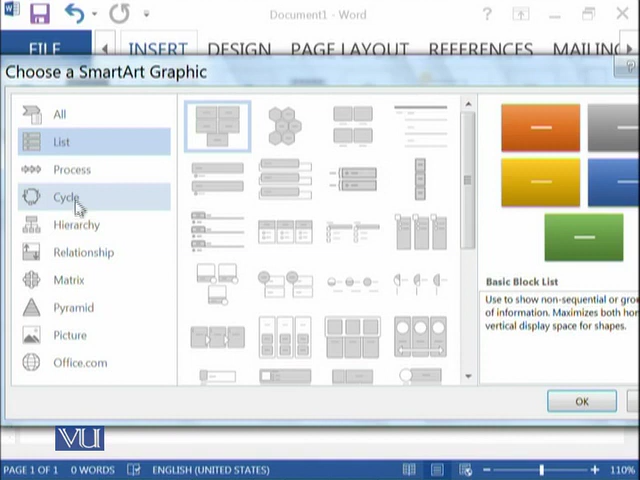 Document1 - Word
FILE
INSERT
DESIGN
PAGE LAYOUT
REFERENCES
MAILING
Choose a SmartArt Graphic
All
List
Process
Cycle
Hierarchy
Relationship
Matrix
Pyramid
Picture
Office.com
Basic Block List
Use to show non-sequential or grou
of information. Maximizes both hor
vertical display space for shapes.
OK
VU
PAGE 1 OF 1
0 WORDS
ENGLISH (UNITED STATES)
110%